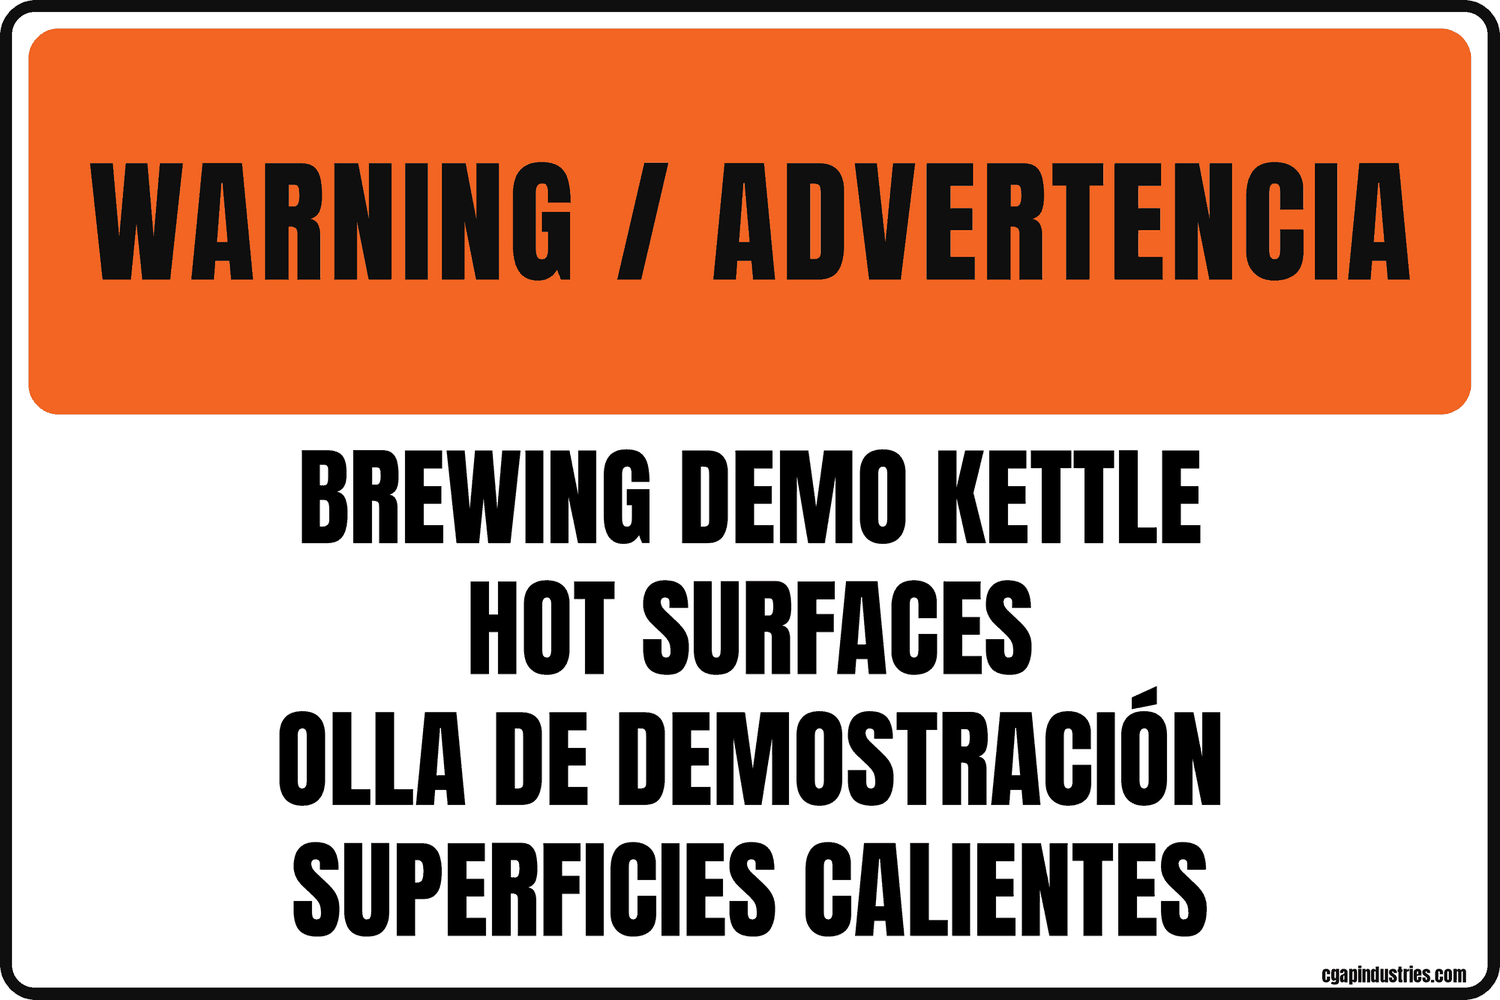 WARNING / ADVERTENCIA
BREWING DEMO KETTLE
HOT SURFACES
OLLA DE DEMOSTRACIÓN
SUPERFICIES CALIENTES
cgapindustries.com